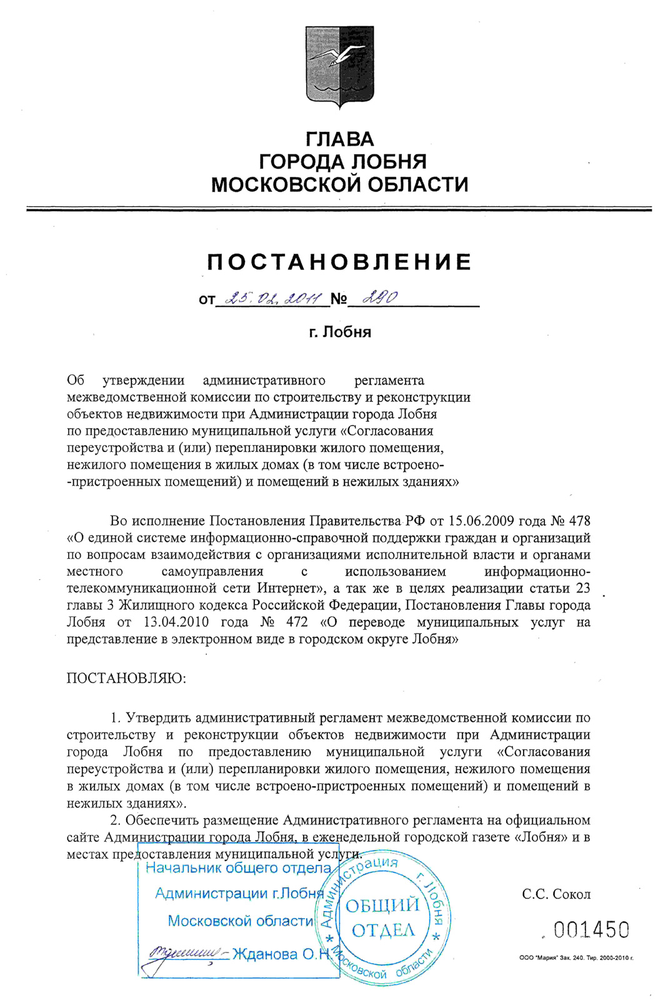 ГЛАВА
ГОРОДА ЛОБНЯ
МОСКОВСКОЙ ОБЛАСТИ
ПОСТАНОВЛЕНИЕ
от 25.02.2011 № 290
г. Лобня
Об утверждении административного регламента
межведомственной комиссии по строительству и реконструкции
объектов недвижимости при Администрации города Лобня
по предоставлению муниципальной услуги «Согласования
переустройства и (или) перепланировки жилого помещения,
нежилого помещения в жилых домах (в том числе встроено-
-пристроенных помещений) и помещений в нежилых зданиях»
Во исполнение Постановления Правительства РФ от 15.06.2009 года № 478
«О единой системе информационно-справочной поддержки граждан и организаций
по вопросам взаимодействия с организациями исполнительной власти и органами
местного самоуправления с использованием информационно-
телекоммуникационной сети Интернет», а так же в целях реализации статьи 23
главы 3 Жилищного кодекса Российской Федерации, Постановления Главы города
Лобня от 13.04.2010 года № 472 «О переводе муниципальных услуг на
представление в электронном виде в городском округе Лобня»
ПОСТАНОВЛЯЮ:
1. Утвердить административный регламент межведомственной комиссии по
строительству и реконструкции объектов недвижимости при Администрации
города Лобня по предоставлению муниципальной услуги «Согласования
переустройства и (или) перепланировки жилого помещения, нежилого помещения
в жилых домах (в том числе встроено-пристроенных помещений) и помещений в
нежилых зданиях».
2. Обеспечить размещение Административного регламента на официальном
сайте Администрации города Лобня, в еженедельной городской газете «Лобня» и в
местах предоставления муниципальной услуги.
Начальник общего отдела
Администрации г.Лобня
Московской области
Жданова О.Н.
* Администрация г. Лобня *
Московской области
ОБЩИЙ
ОТДЕЛ
С.С. Сокол
001450
ООО "Мария" Зак. 240. Тир. 2000-2010 г.